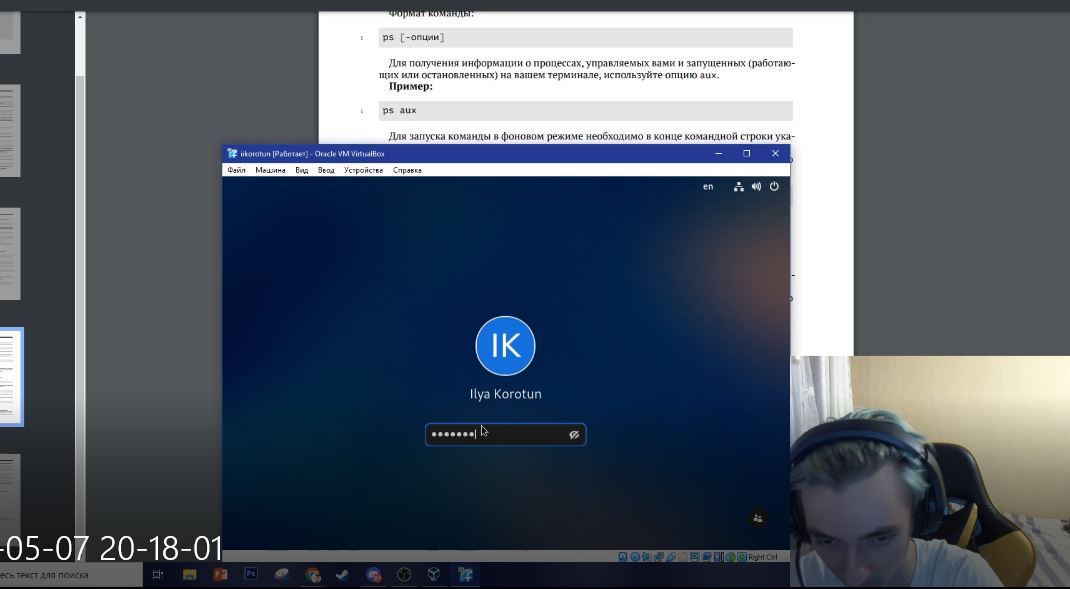 Формат команды:
1 ps [-опции]
Для получения информации о процессах, управляемых вами и запущенных (работаю-
щих или остановленных) на вашем терминале, используйте опцию aux.
Пример:
1 ps aux
Для запуска команды в фоновом режиме необходимо в конце командной строки ука-
iikorotun [Работает] - Oracle VM VirtualBox
Файл Машина Вид Ввод Устройства Справка
en
IK
Ilya Korotun
Right Ctrl
-05-07 20-18-01
есь текст для поиска